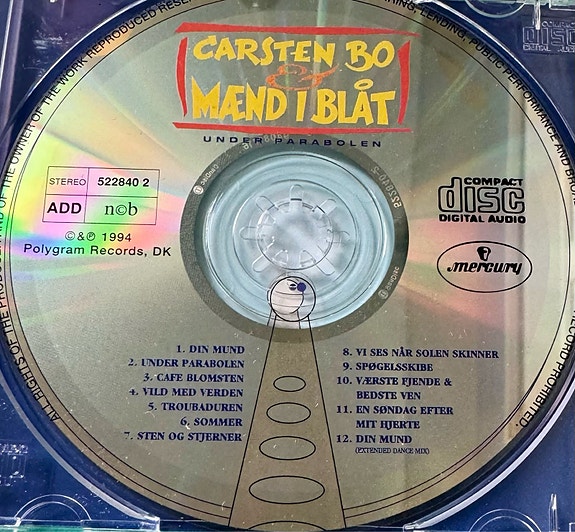 ALL RIGHTS OF THE PRODUCER AND OF THE OWNER OF THE WORK REPRODUCED RESERVED
LENDING, PUBLIC PERFORMANCE AND
RECORD PROHIBITED.
CARSTEN BO
&
MÆND I BLÅT
UNDER PARABOLEN
STEREO 522840 2
ADD n©b
©&℗ 1994
Polygram Records, DK
COMPACT
disc
DIGITAL AUDIO
mercury
1. DIN MUND
2. UNDER PARABOLEN
3. CAFE BLOMSTEN
4. VILD MED VERDEN
5. TROUBADUREN
6. SOMMER
7. STEN OG STJERNER
8. VI SES NÅR SOLEN SKINNER
9. SPØGELSSKIBE
10. VÆRSTE FJENDE &
BEDSTE VEN
11. EN SØNDAG EFTER
MIT HJERTE
12. DIN MUND
(EXTENDED DANCE MIX)